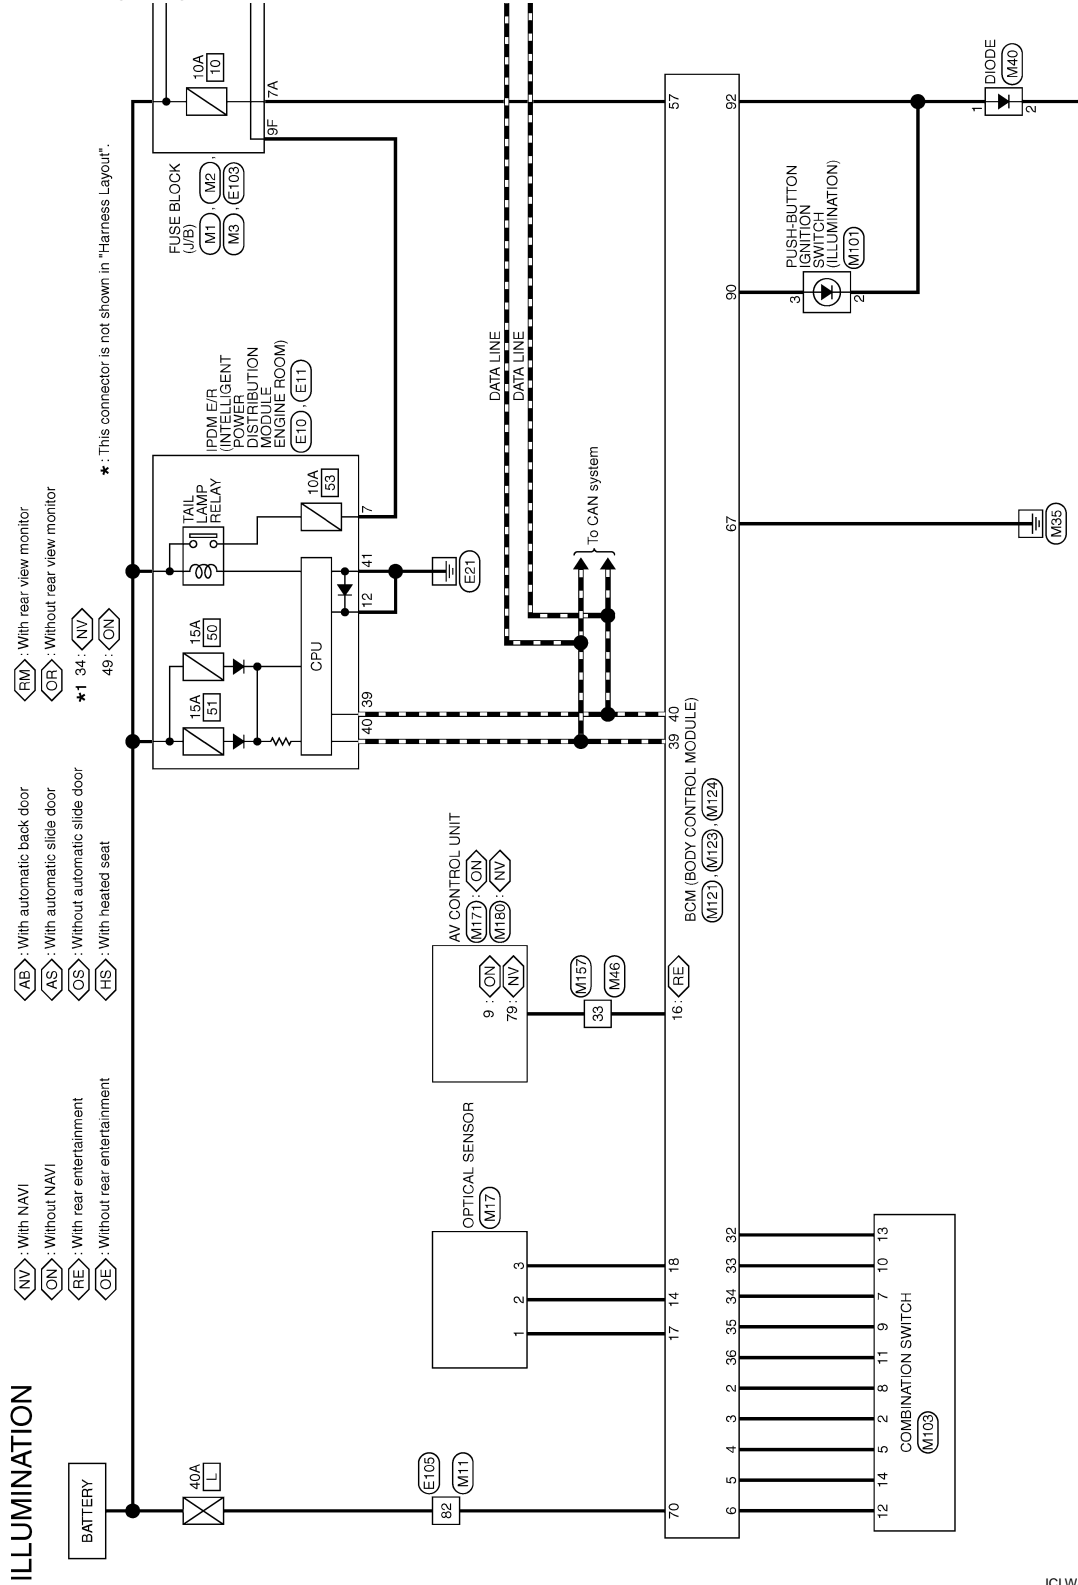 ILLUMINATION
NV : With NAVI
ON : Without NAVI
RE : With rear entertainment
OE : Without rear entertainment
AB : With automatic back door
AS : With automatic slide door
OS : Without automatic slide door
HS : With heated seat
RM : With rear view monitor
OR : Without rear view monitor
*1 34 : NV
49 : ON
* : This connector is not shown in "Harness Layout".
BATTERY
40A
L
82
E105
M11
70
15A
51
15A
50
TAIL
LAMP
RELAY
10A
53
CPU
40
39
12
41
7
E21
IPDM E/R
(INTELLIGENT
POWER
DISTRIBUTION
MODULE
ENGINE ROOM)
E10 , E11
10A
10
7A
9F
FUSE BLOCK
(J/B)
M1 , M2 ,
M3 , E103
OPTICAL SENSOR
M17
1
2
3
17
14
18
AV CONTROL UNIT
M171 : ON
M180 : NV
9 : ON
79 : NV
33
M157
M46
16 : RE
39
40
DATA LINE
DATA LINE
To CAN system
57
BCM (BODY CONTROL MODULE)
M121 , M123 , M124
6
5
4
3
2
36
35
34
33
32
67
90
92
12
14
5
2
8
11
9
7
10
13
COMBINATION SWITCH
M103
M35
PUSH-BUTTON
IGNITION
SWITCH
(ILLUMINATION)
M101
3
2
DIODE
M40
1
2